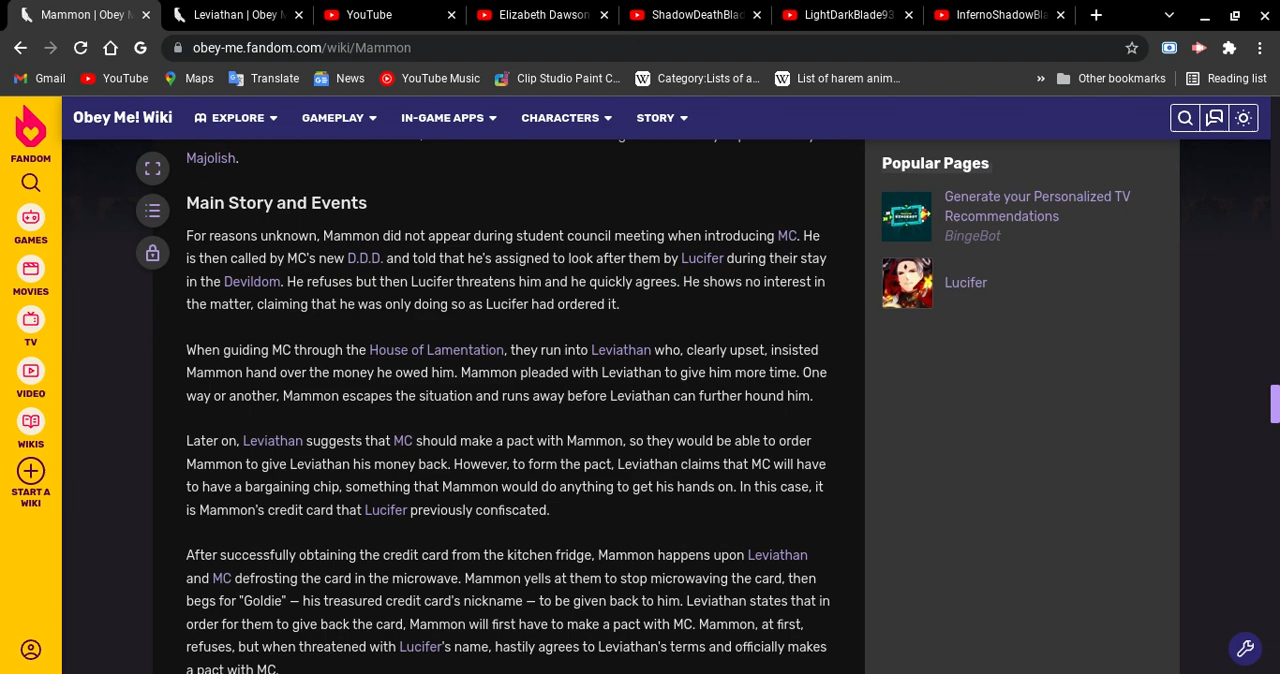 Mammon | Obey M
Leviathan | Obey M
YouTube
Elizabeth Dawson
ShadowDeathBlad
LightDarkBlade93
InfernoShadowBla
obey-me.fandom.com/wiki/Mammon
Gmail
YouTube
Maps
Translate
News
YouTube Music
Clip Studio Paint C...
Category:Lists of a...
List of harem anim...
»
Other bookmarks
Reading list
FANDOM
GAMES
MOVIES
TV
VIDEO
WIKIS
START A
WIKI
Obey Me! Wiki
EXPLORE
GAMEPLAY
IN-GAME APPS
CHARACTERS
STORY
Majolish.
Main Story and Events
For reasons unknown, Mammon did not appear during student council meeting when introducing MC. He
is then called by MC's new D.D.D. and told that he's assigned to look after them by Lucifer during their stay
in the Devildom. He refuses but then Lucifer threatens him and he quickly agrees. He shows no interest in
the matter, claiming that he was only doing so as Lucifer had ordered it.
When guiding MC through the House of Lamentation, they run into Leviathan who, clearly upset, insisted
Mammon hand over the money he owed him. Mammon pleaded with Leviathan to give him more time. One
way or another, Mammon escapes the situation and runs away before Leviathan can further hound him.
Later on, Leviathan suggests that MC should make a pact with Mammon, so they would be able to order
Mammon to give Leviathan his money back. However, to form the pact, Leviathan claims that MC will have
to have a bargaining chip, something that Mammon would do anything to get his hands on. In this case, it
is Mammon's credit card that Lucifer previously confiscated.
After successfully obtaining the credit card from the kitchen fridge, Mammon happens upon Leviathan
and MC defrosting the card in the microwave. Mammon yells at them to stop microwaving the card, then
begs for "Goldie" — his treasured credit card's nickname — to be given back to him. Leviathan states that in
order for them to give back the card, Mammon will first have to make a pact with MC. Mammon, at first,
refuses, but when threatened with Lucifer's name, hastily agrees to Leviathan's terms and officially makes
a pact with MC.
Popular Pages
Generate your Personalized TV
Recommendations
BingeBot
Lucifer